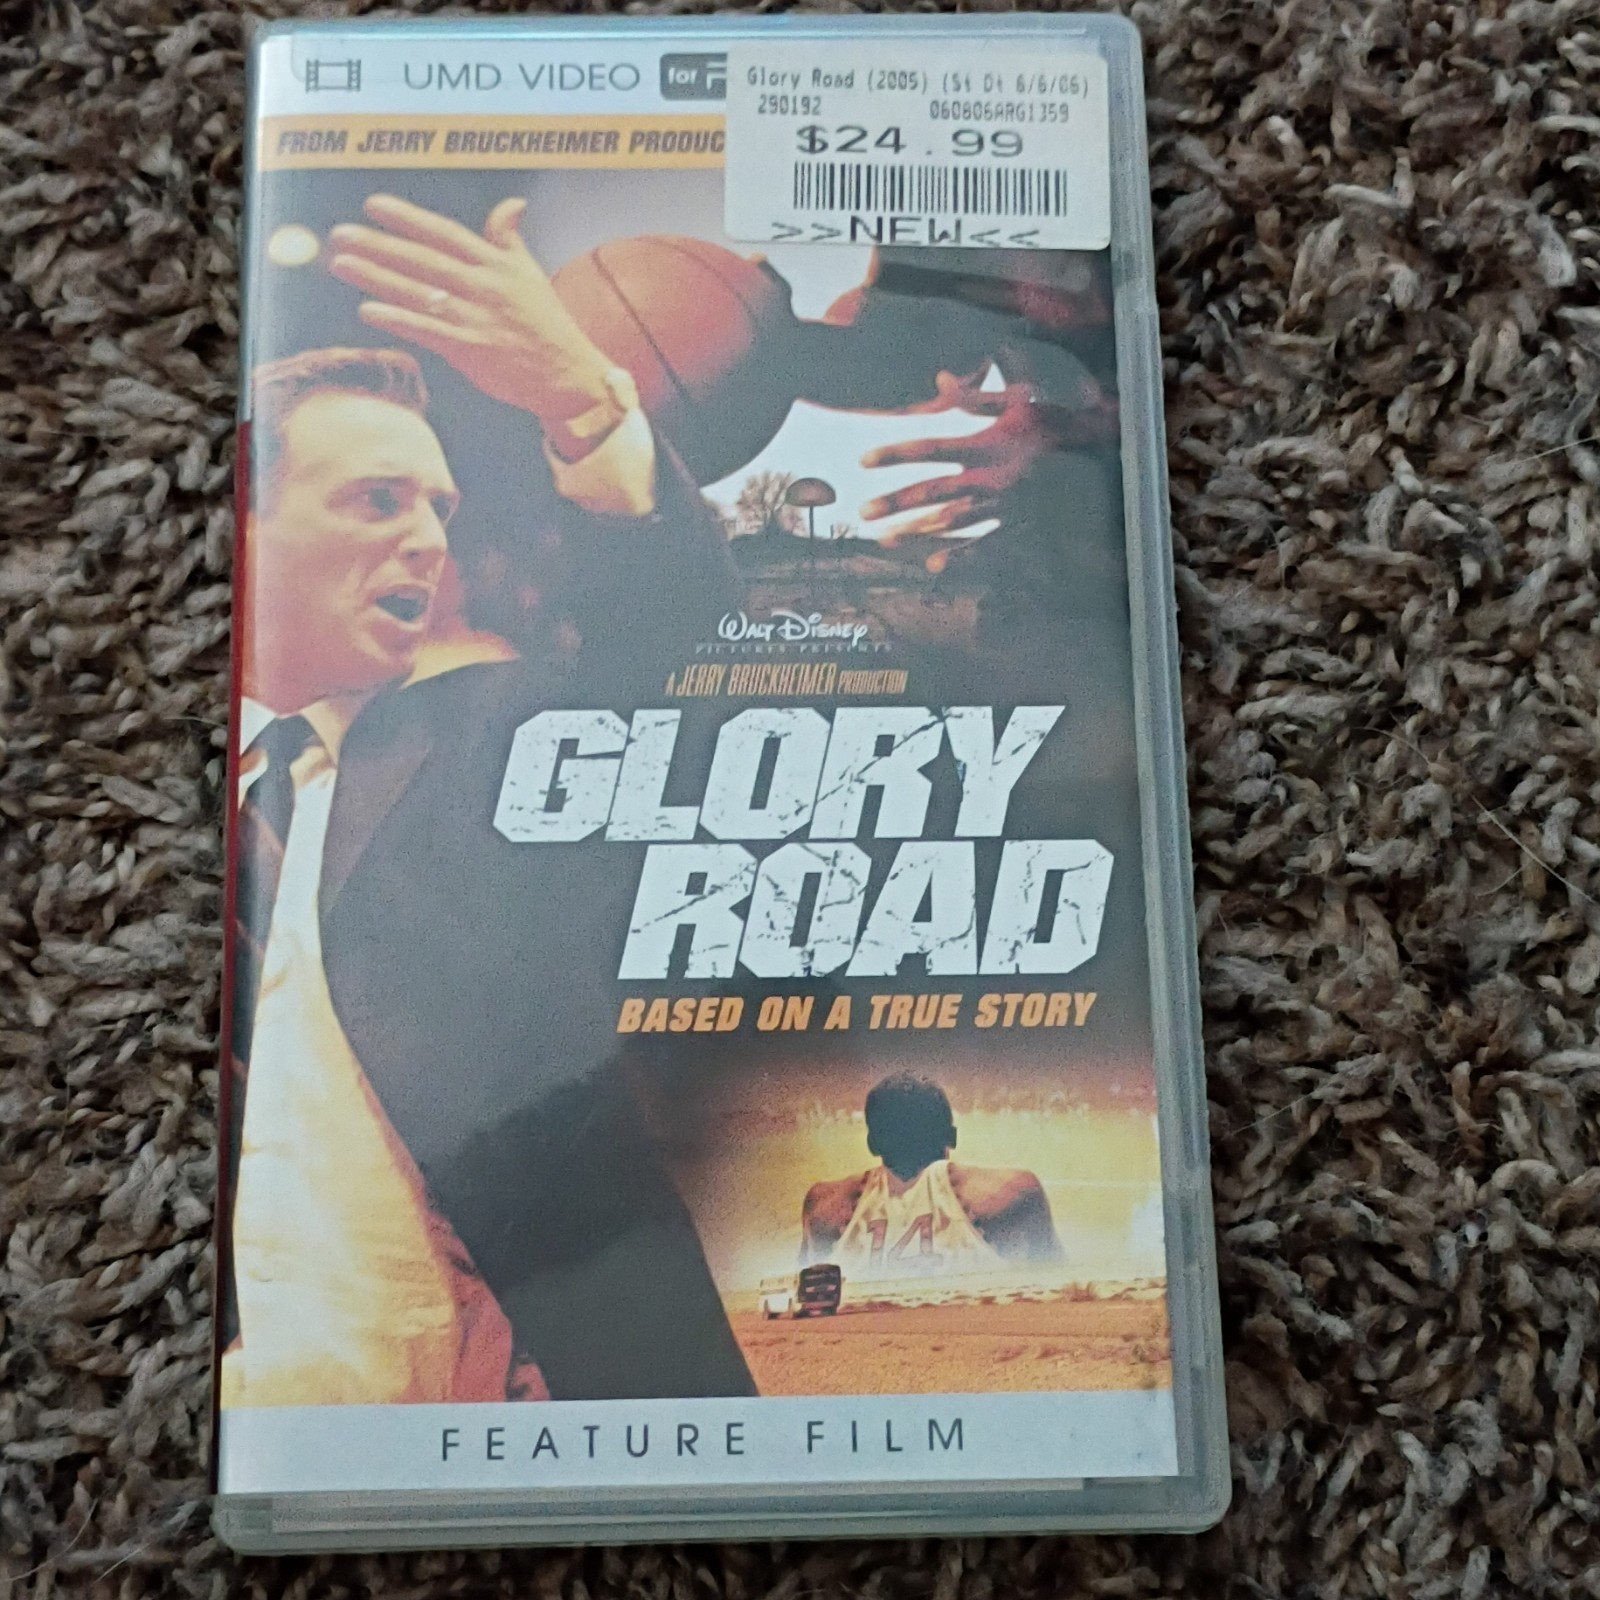 UMD VIDEO for
Glory Road (2005) (St Dt 6/6/06)
290192 060806ARG1359
$24.99
>>NEW<<
FROM JERRY BRUCKHEIMER PRODUC
WALT DISNEY
PICTURES PRESENTS
A JERRY BRUCKHEIMER PRODUCTION
GLORY
ROAD
BASED ON A TRUE STORY
14
FEATURE FILM